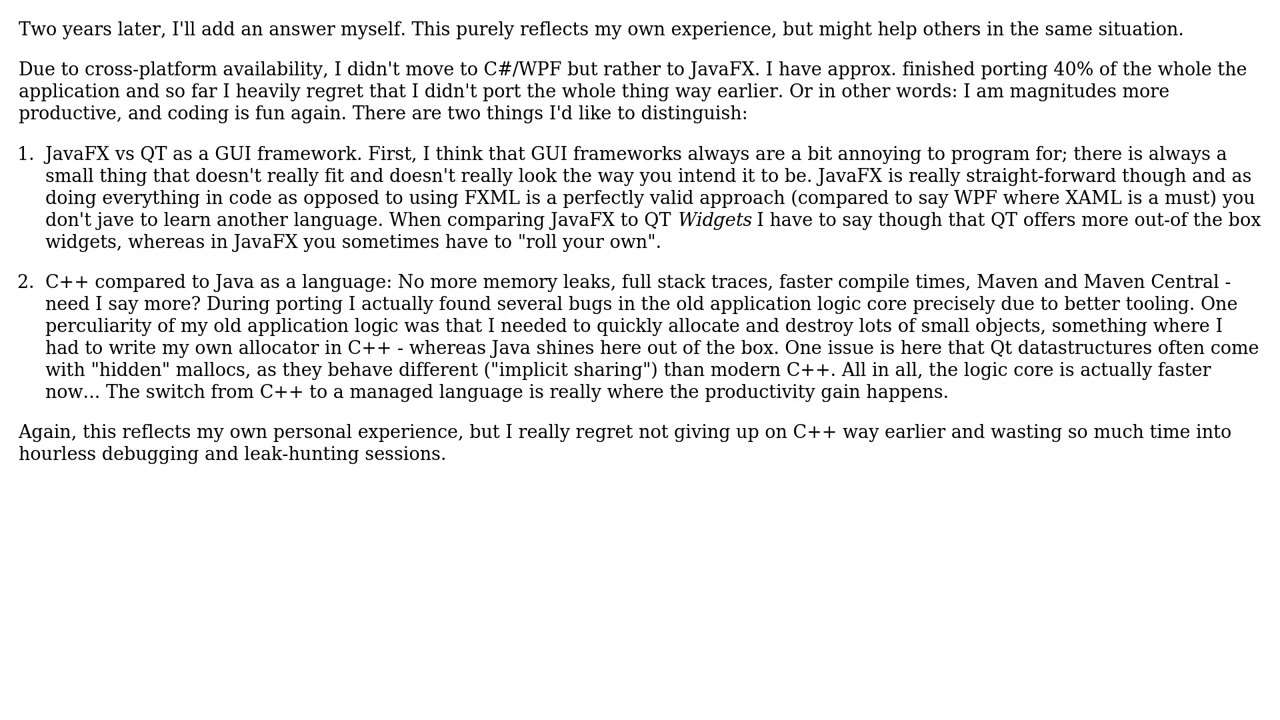 Two years later, I'll add an answer myself. This purely reflects my own experience, but might help others in the same situation.
Due to cross-platform availability, I didn't move to C#/WPF but rather to JavaFX. I have approx. finished porting 40% of the whole the
application and so far I heavily regret that I didn't port the whole thing way earlier. Or in other words: I am magnitudes more
productive, and coding is fun again. There are two things I'd like to distinguish:
1. JavaFX vs QT as a GUI framework. First, I think that GUI frameworks always are a bit annoying to program for; there is always a
small thing that doesn't really fit and doesn't really look the way you intend it to be. JavaFX is really straight-forward though and as
doing everything in code as opposed to using FXML is a perfectly valid approach (compared to say WPF where XAML is a must) you
don't jave to learn another language. When comparing JavaFX to QT Widgets I have to say though that QT offers more out-of the box
widgets, whereas in JavaFX you sometimes have to "roll your own".
2. C++ compared to Java as a language: No more memory leaks, full stack traces, faster compile times, Maven and Maven Central -
need I say more? During porting I actually found several bugs in the old application logic core precisely due to better tooling. One
perculiarity of my old application logic was that I needed to quickly allocate and destroy lots of small objects, something where I
had to write my own allocator in C++ - whereas Java shines here out of the box. One issue is here that Qt datastructures often come
with "hidden" mallocs, as they behave different ("implicit sharing") than modern C++. All in all, the logic core is actually faster
now... The switch from C++ to a managed language is really where the productivity gain happens.
Again, this reflects my own personal experience, but I really regret not giving up on C++ way earlier and wasting so much time into
hourless debugging and leak-hunting sessions.